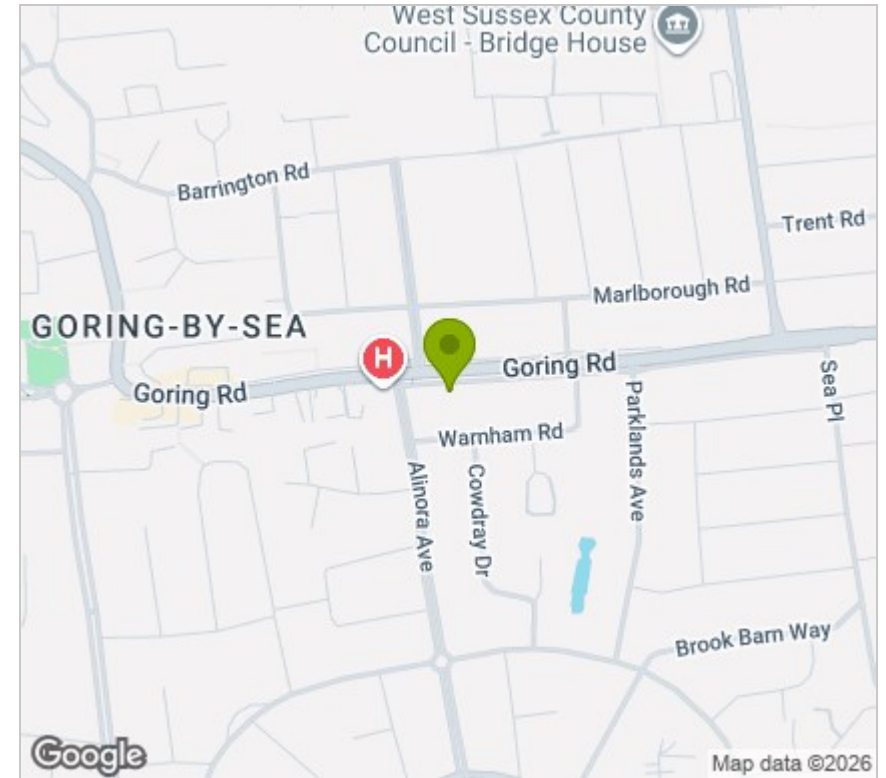 West Sussex County
Council - Bridge House
Barrington Rd
Trent Rd
Marlborough Rd
GORING-BY-SEA
H
Goring Rd
Goring Rd
Sea Pl
Parklands Ave
Warnham Rd
Alinora Ave
Cowdray Dr
Brook Barn Way
Google
Map data ©2026